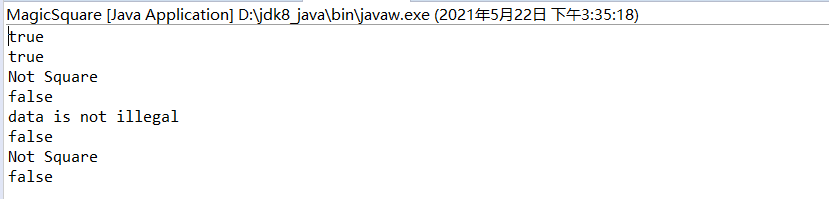 MagicSquare [Java Application] D:\jdk8_java\bin\javaw.exe (2021年5月22日 下午3:35:18)
true
true
Not Square
false
data is not illegal
false
Not Square
false